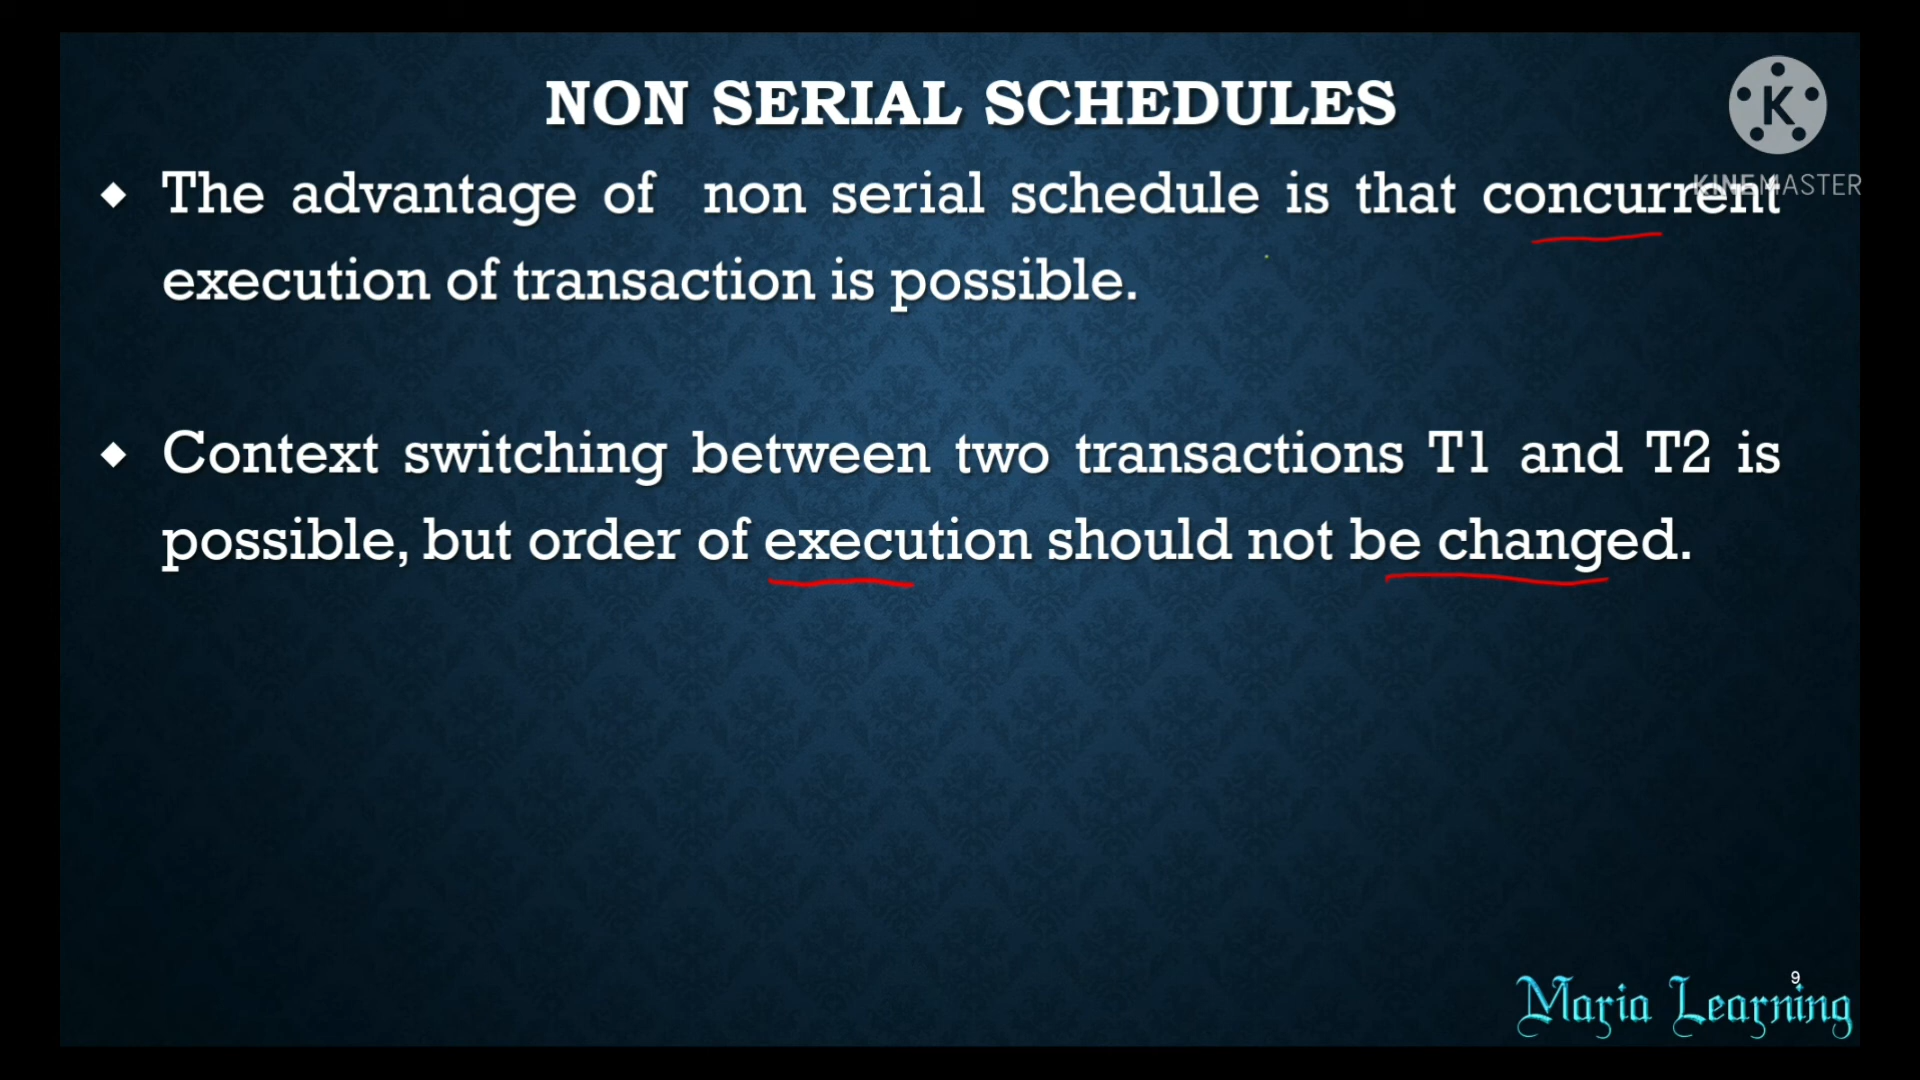 NON SERIAL SCHEDULES
K
KINEMASTER
◆ The advantage of non serial schedule is that concurrent
execution of transaction is possible.
◆ Context switching between two transactions T1 and T2 is
possible, but order of execution should not be changed.
9
Maria Learning